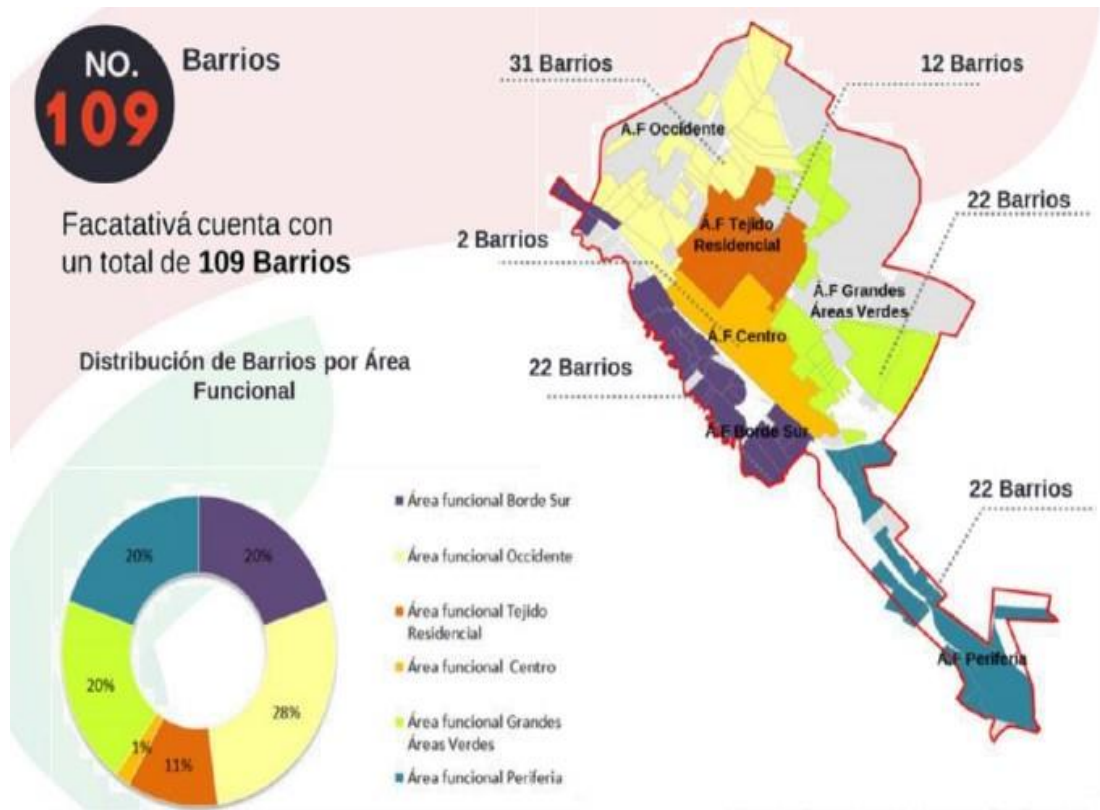 NO.
109
Barrios
Facatativá cuenta con
un total de 109 Barrios
Distribución de Barrios por Área
Funcional
20%
20%
20%
28%
1%
11%
Área funcional Borde Sur
Área funcional Occidente
Área funcional Tejido
Residencial
Área funcional Centro
Área funcional Grandes
Áreas Verdes
Área funcional Periferia
31 Barrios
12 Barrios
A.F Occidente
22 Barrios
2 Barrios
Á.F Tejido
Residencial
Á.F Grandes
Áreas Verdes
Á.F Centro
22 Barrios
Á.F Borde Sur
22 Barrios
Á.F Periferia